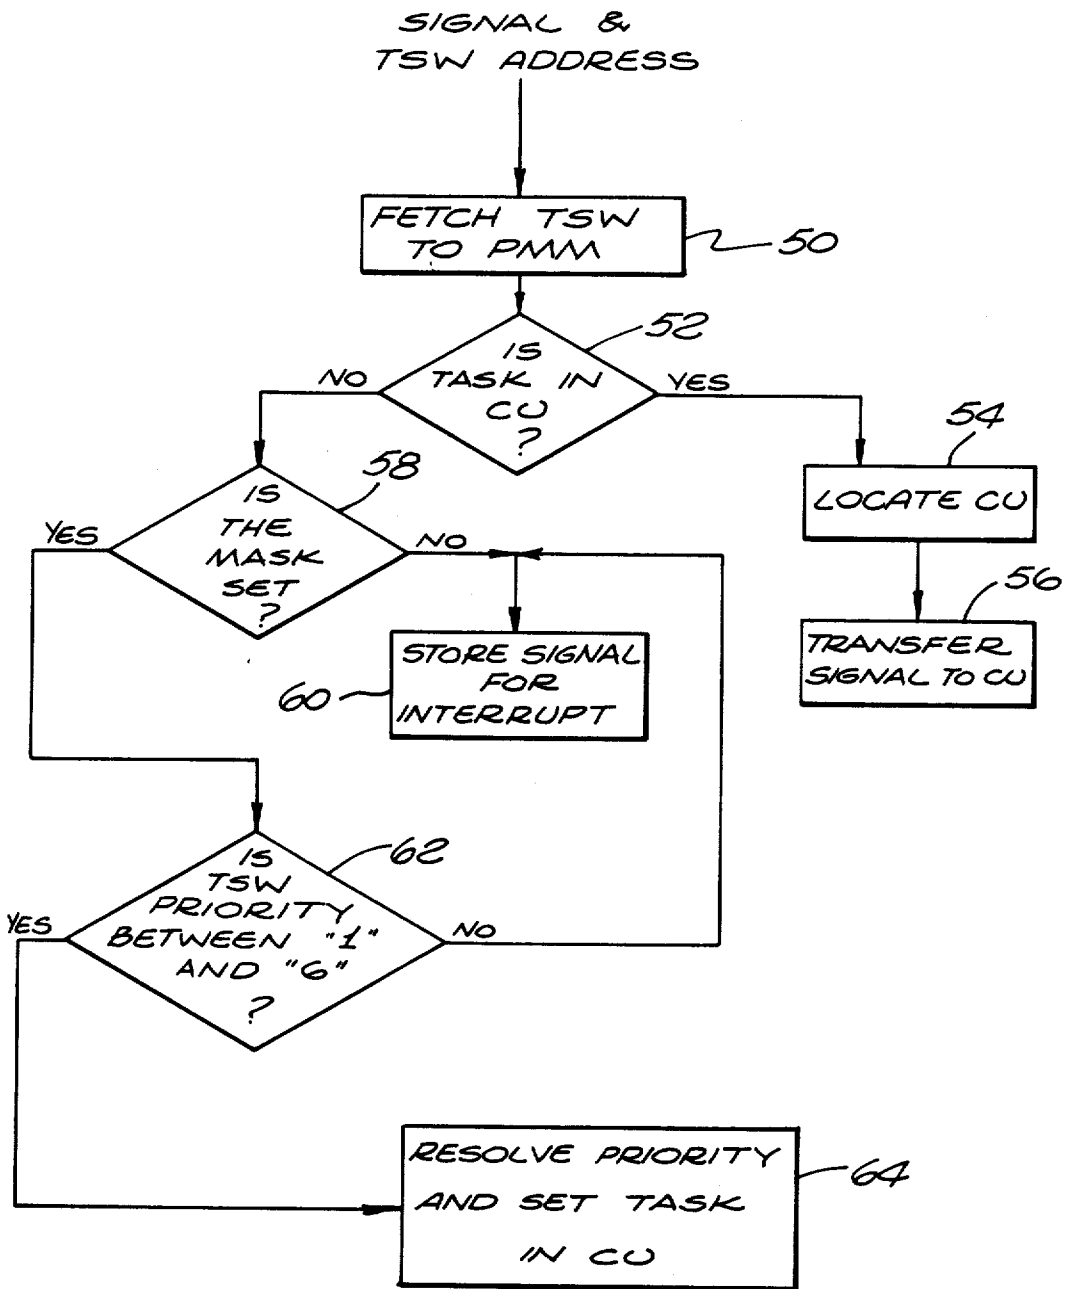 SIGNAL &
TSW ADDRESS
FETCH TSW
TO PMM
50
52
IS
TASK IN
CU
?
NO
YES
54
LOCATE CU
58
IS
THE
MASK
SET
?
YES
NO
56
TRANSFER
SIGNAL TO CU
STORE SIGNAL
FOR
INTERRUPT
60
62
IS
TSW
PRIORITY
BETWEEN "1"
AND "6"
?
YES
NO
RESOLVE PRIORITY
AND SET TASK
IN CU
64